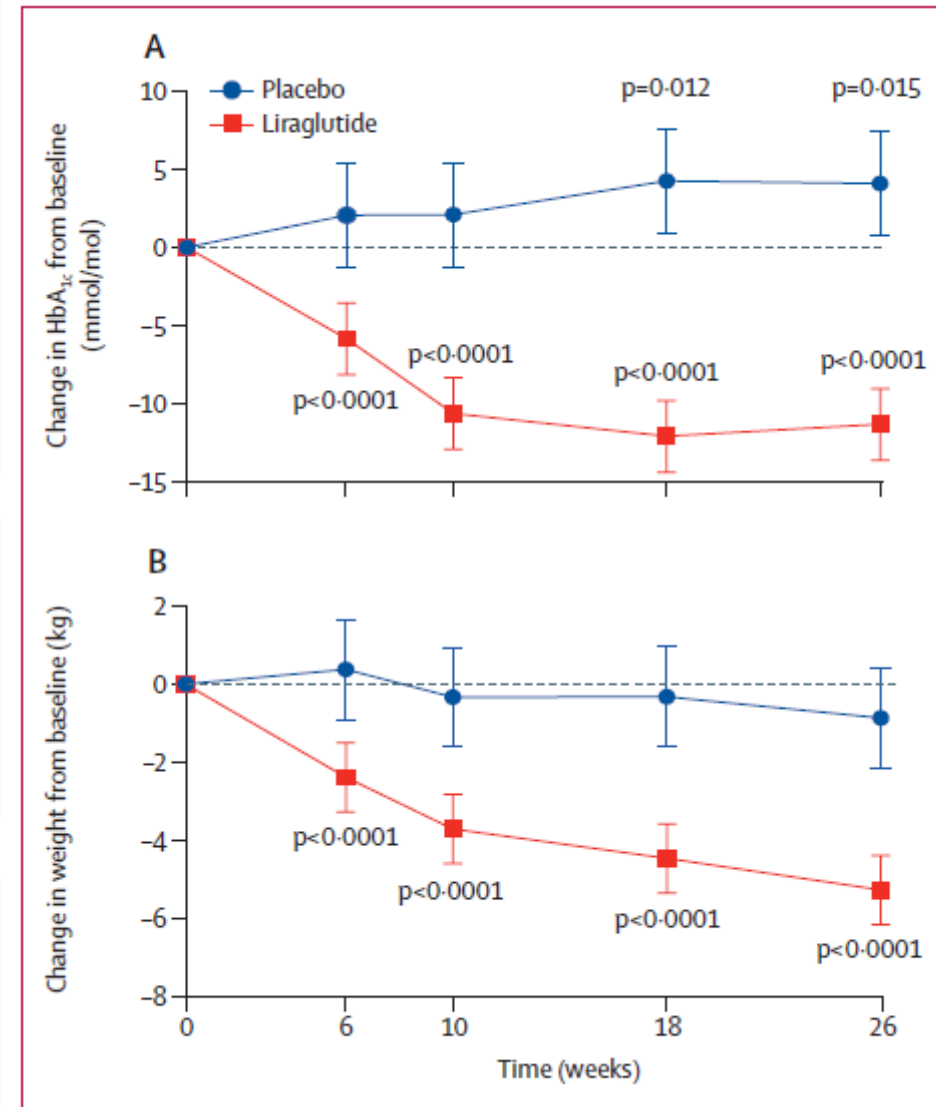 A
Placebo
Liraglutide
p=0·012
p=0·015
Change in HbA1c from baseline
(mmol/mol)
10
5
0
–5
–10
–15
p<0·0001
p<0·0001
p<0·0001
p<0·0001
B
Change in weight from baseline (kg)
2
0
–2
–4
–6
–8
p<0·0001
p<0·0001
p<0·0001
p<0·0001
0
6
10
18
26
Time (weeks)